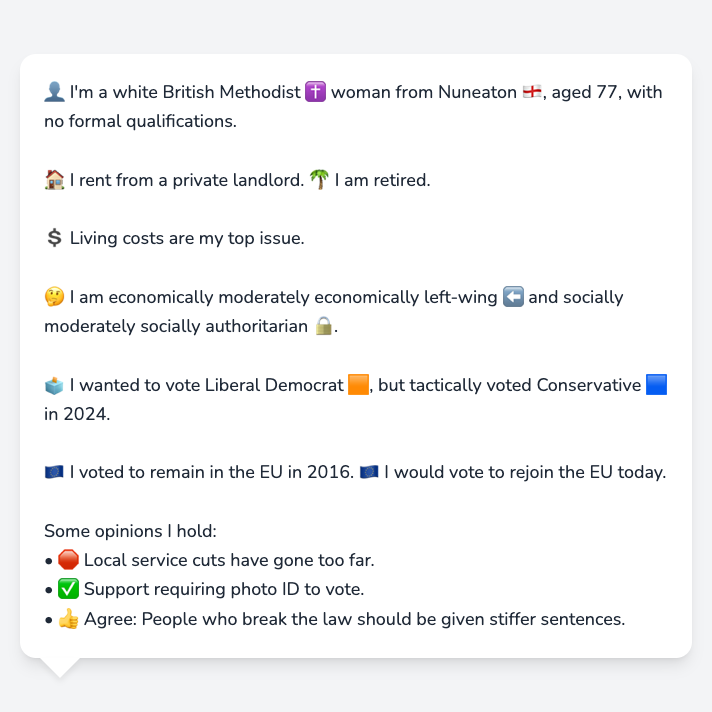 👤 I'm a white British Methodist ✝️ woman from Nuneaton 🏴󠁧󠁢󠁥󠁮󠁧󠁿, aged 77, with
no formal qualifications.
🏠 I rent from a private landlord. 🌴 I am retired.
💲 Living costs are my top issue.
🤔 I am economically moderately economically left-wing ⬅️ and socially
moderately socially authoritarian 🔒.
🗳️ I wanted to vote Liberal Democrat 🟧, but tactically voted Conservative 🟦
in 2024.
🇪🇺 I voted to remain in the EU in 2016. 🇪🇺 I would vote to rejoin the EU today.
Some opinions I hold:
• 🛑 Local service cuts have gone too far.
• ✅ Support requiring photo ID to vote.
• 👍 Agree: People who break the law should be given stiffer sentences.